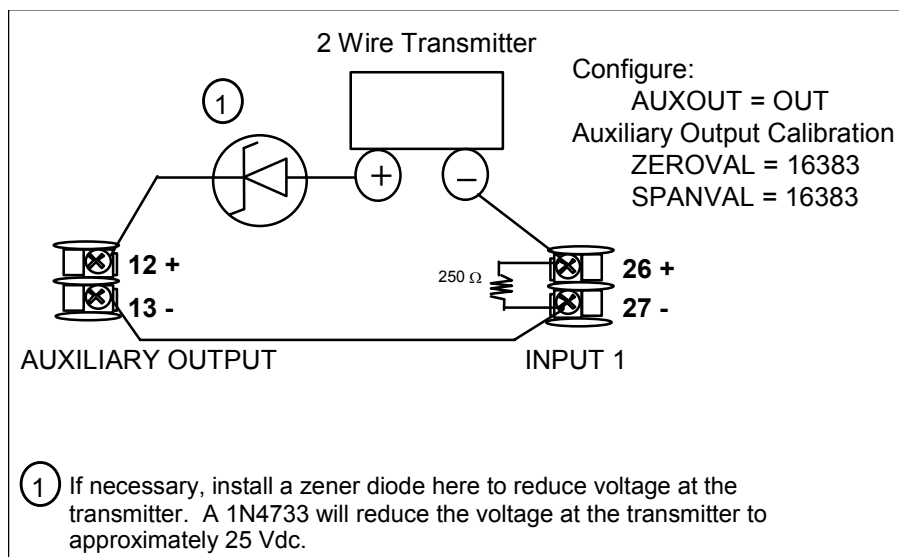 2 Wire Transmitter
Configure:
AUXOUT = OUT
Auxiliary Output Calibration
ZEROVAL = 16383
SPANVAL = 16383
1
+
–
12 +
13 -
250 Ω
26 +
27 -
AUXILIARY OUTPUT
INPUT 1
1 If necessary, install a zener diode here to reduce voltage at the
transmitter. A 1N4733 will reduce the voltage at the transmitter to
approximately 25 Vdc.